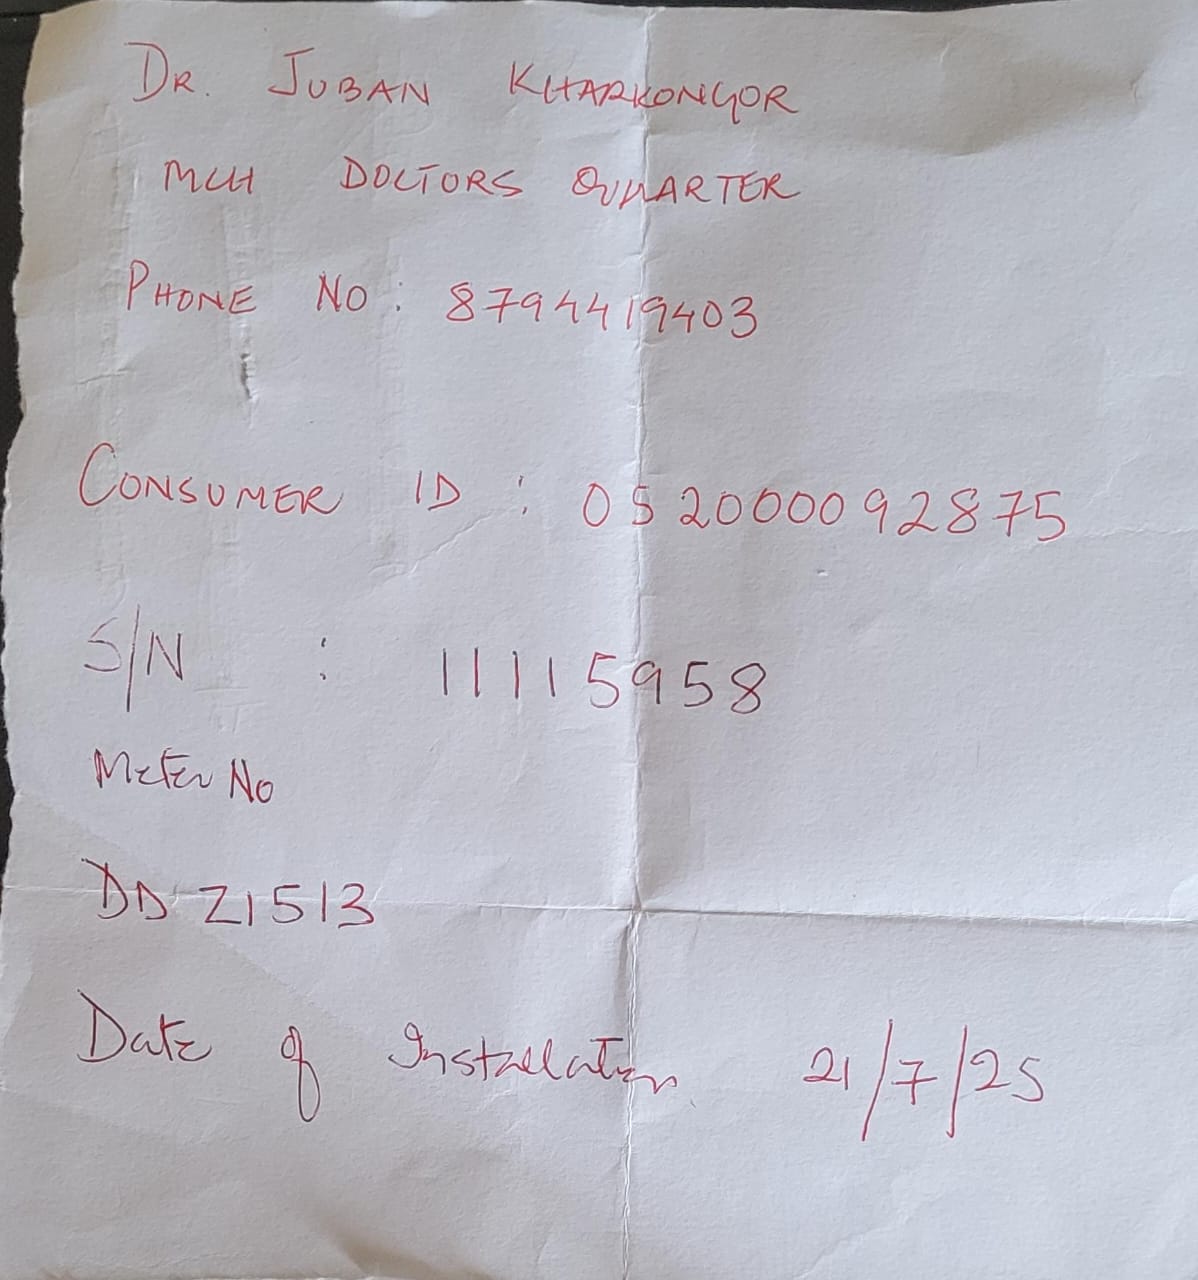 DR. JUBAN KHARKONGOR
MCH DOCTORS QUARTER
PHONE NO: 8794419403
CONSUMER ID : 052000092875
S/N : 11115958
Meter No
DD Z1513
Date of Installation 21/7/25